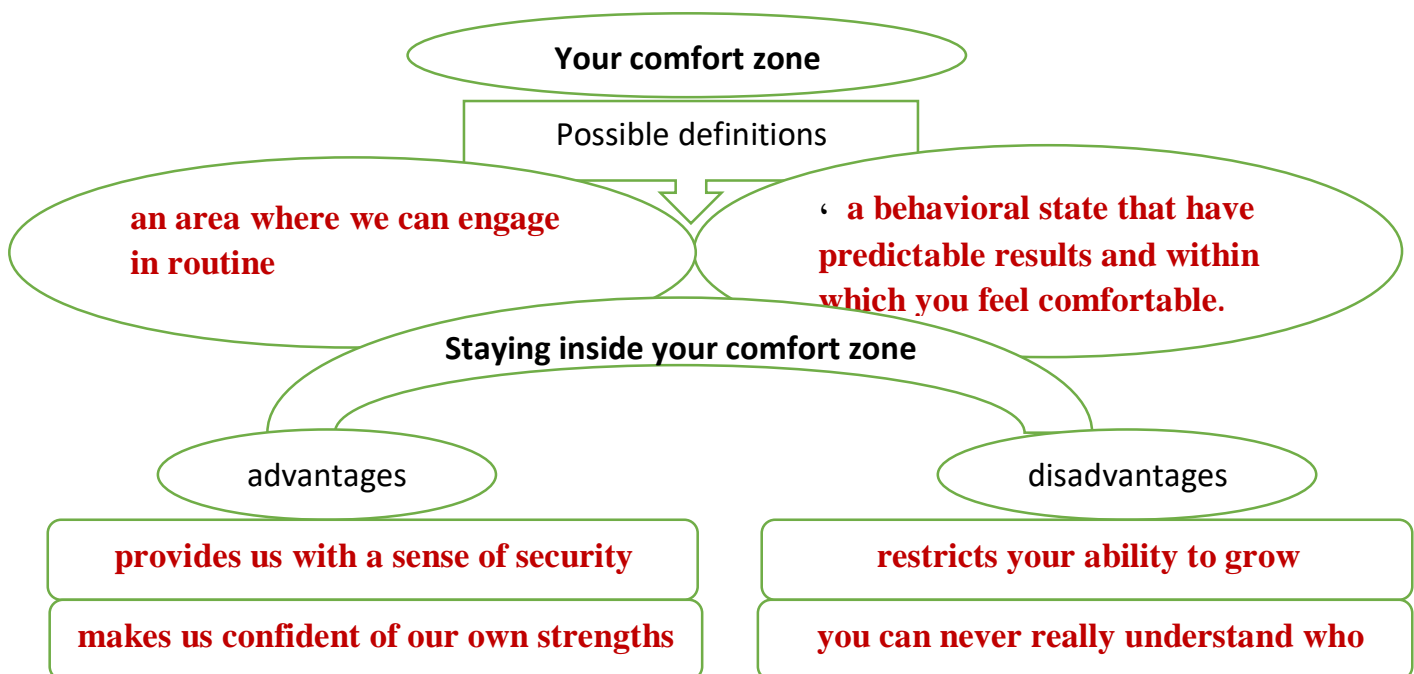 Your comfort zone
Possible definitions
an area where we can engage
in routine
‘ a behavioral state that have
predictable results and within
which you feel comfortable.
Staying inside your comfort zone
advantages
disadvantages
provides us with a sense of security
makes us confident of our own strengths
restricts your ability to grow
you can never really understand who